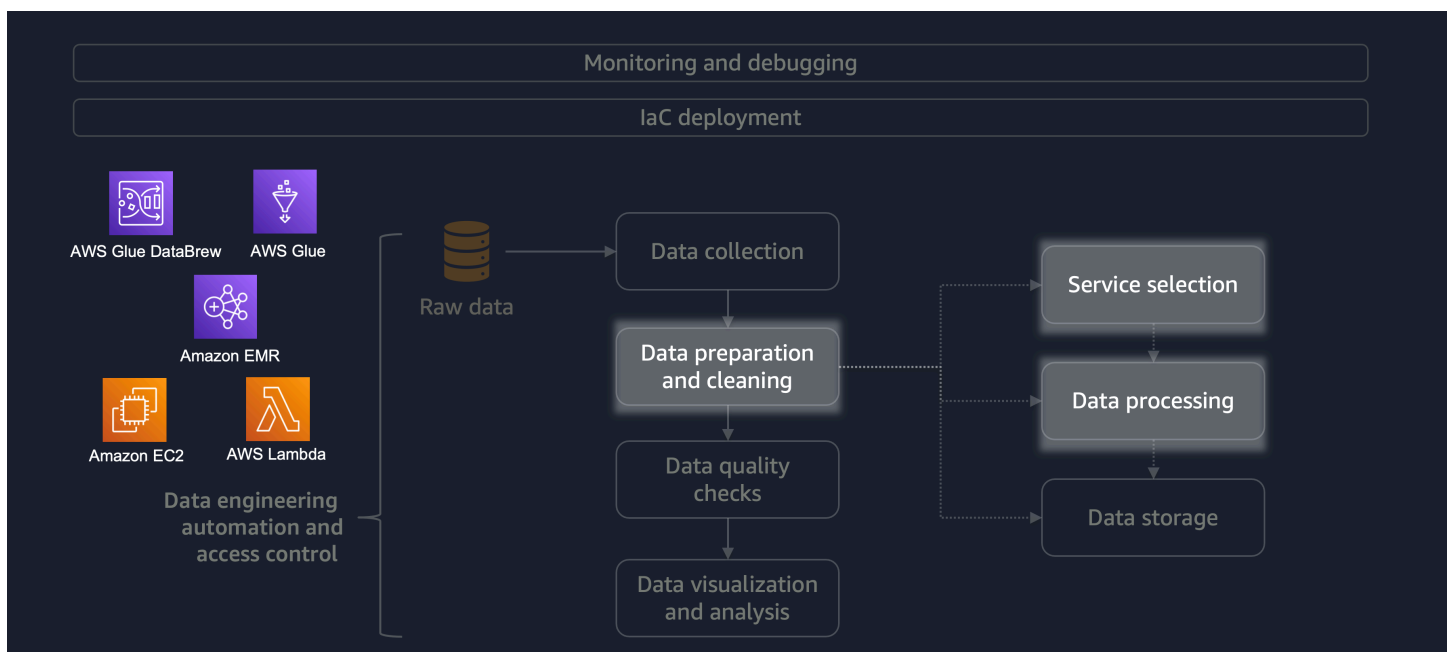 Monitoring and debugging
IaC deployment
AWS Glue DataBrew
AWS Glue
Amazon EMR
Amazon EC2
AWS Lambda
Data engineering
automation and
access control
Raw data
Data collection
Data preparation
and cleaning
Data quality
checks
Data visualization
and analysis
Service selection
Data processing
Data storage